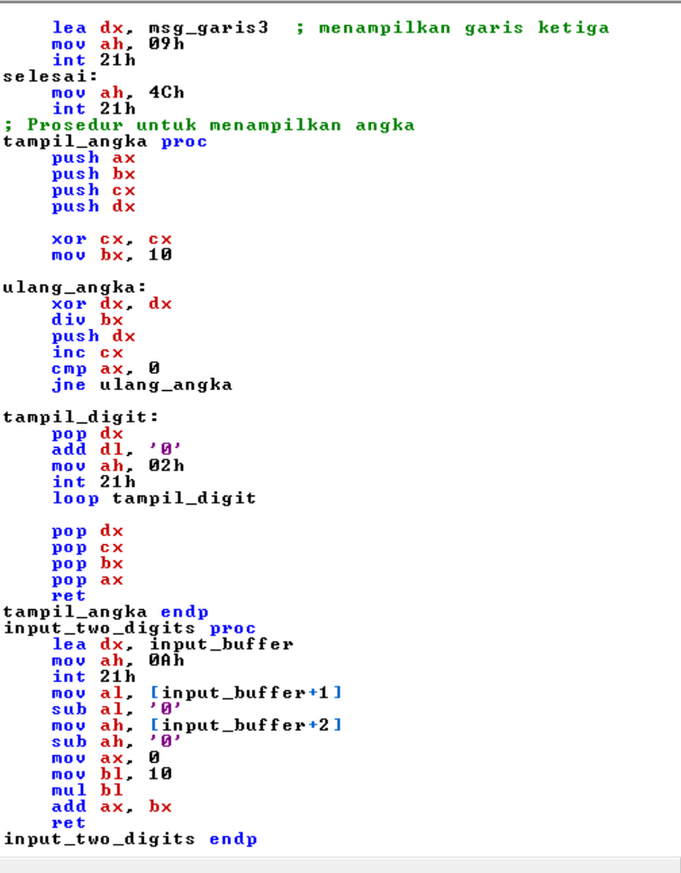 lea dx, msg_garis3  ; menampilkan garis ketiga
mov ah, 09h
int 21h
selesai:
mov ah, 4Ch
int 21h
; Prosedur untuk menampilkan angka
tampil_angka proc
push ax
push bx
push cx
push dx
xor cx, cx
mov bx, 10
ulang_angka:
xor dx, dx
div bx
push dx
inc cx
cmp ax, 0
jne ulang_angka
tampil_digit:
pop dx
add dl, '0'
mov ah, 02h
int 21h
loop tampil_digit
pop dx
pop cx
pop bx
pop ax
ret
tampil_angka endp
input_two_digits proc
lea dx, input_buffer
mov ah, 0Ah
int 21h
mov al, [input_buffer+1]
sub al, '0'
mov ah, [input_buffer+2]
sub ah, '0'
mov ax, 0
mov bl, 10
mul bl
add ax, bx
ret
input_two_digits endp